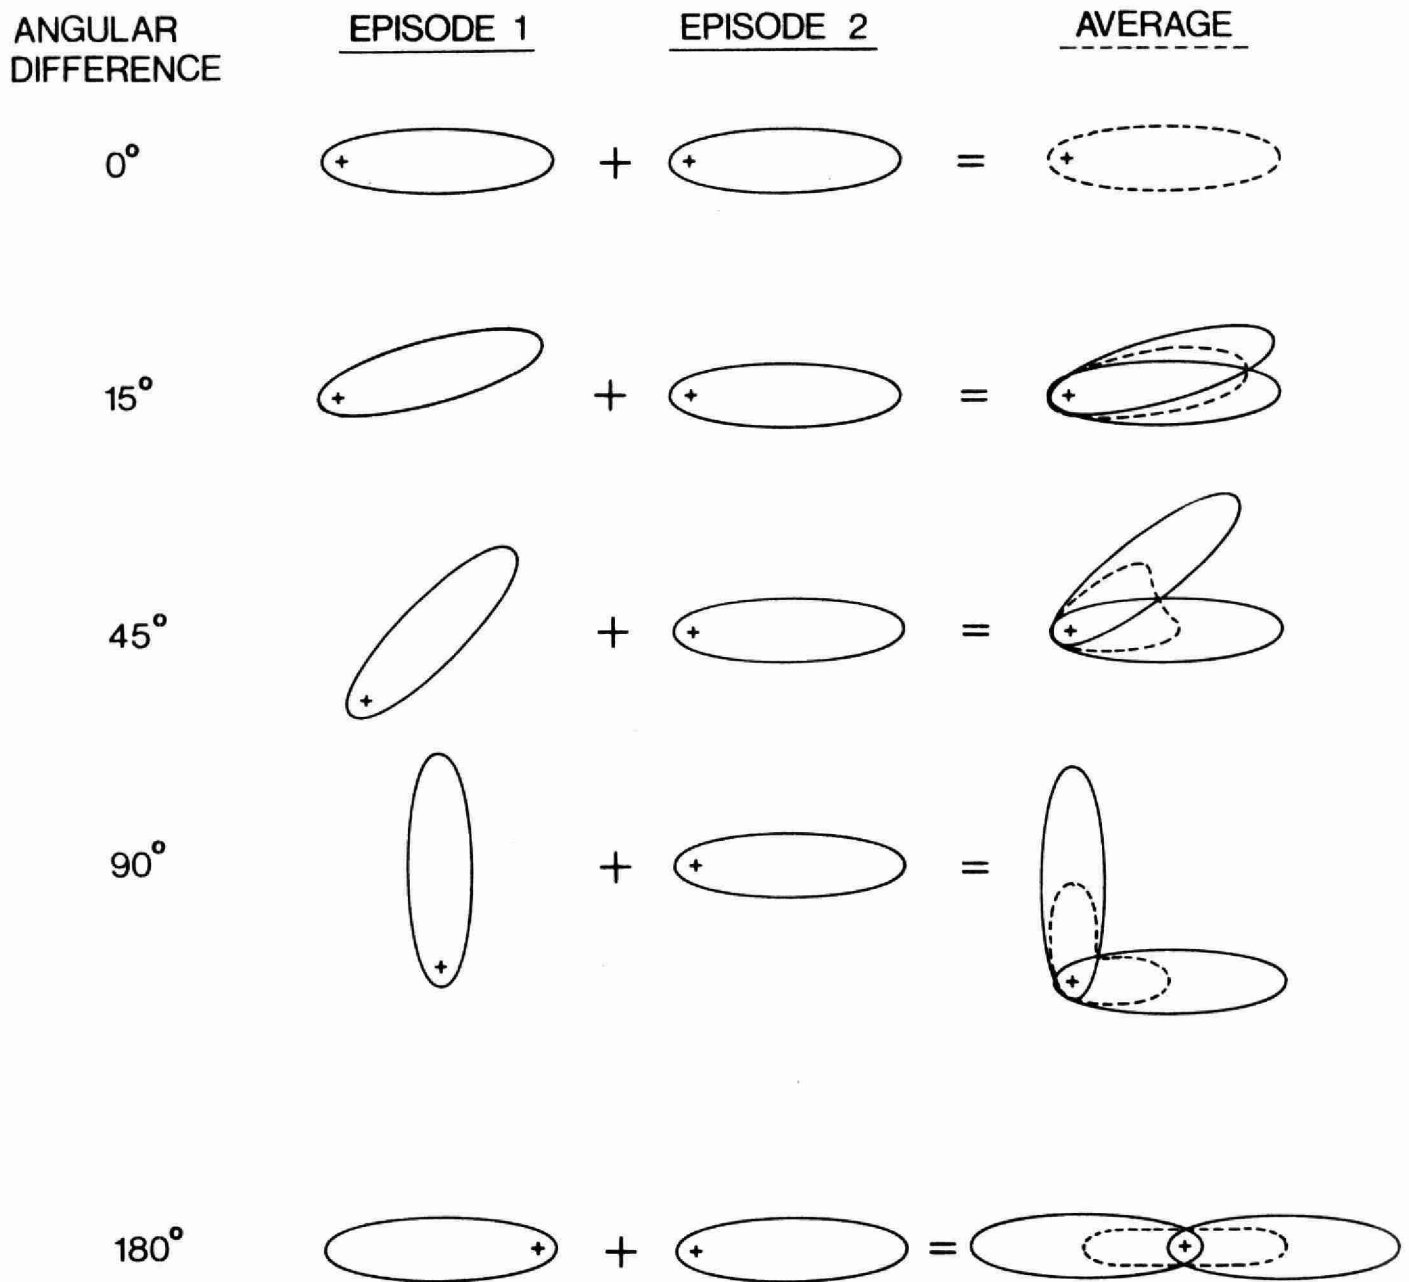 ANGULAR DIFFERENCE EPISODE 1 EPISODE 2 AVERAGE
0° + + + = +
15° + + + = +
45° + + + = +
90° + + + = +
180° + + + = +